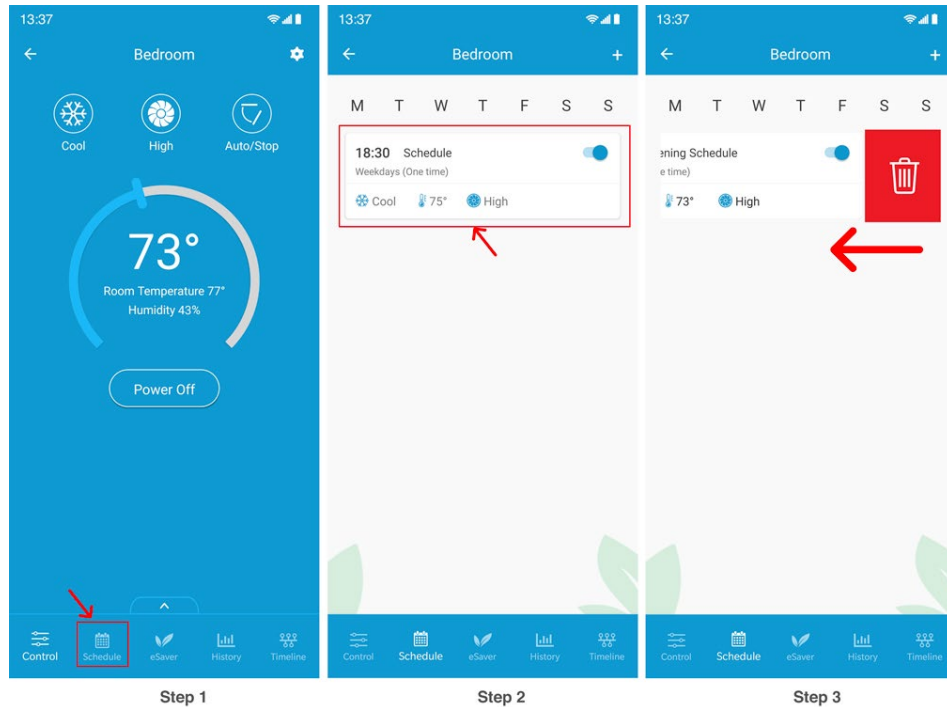 13:37
Bedroom
Cool
High
Auto/Stop
73°
Room Temperature 77°
Humidity 43%
Power Off
Control
Schedule
eSaver
History
Timeline
Step 1
13:37
Bedroom
M T W T F S S
18:30 Schedule
Weekdays (One time)
Cool 75° High
Control
Schedule
eSaver
History
Timeline
Step 2
13:37
Bedroom
M T W T F S S
ening Schedule
e time)
73° High
Control
Schedule
eSaver
History
Timeline
Step 3